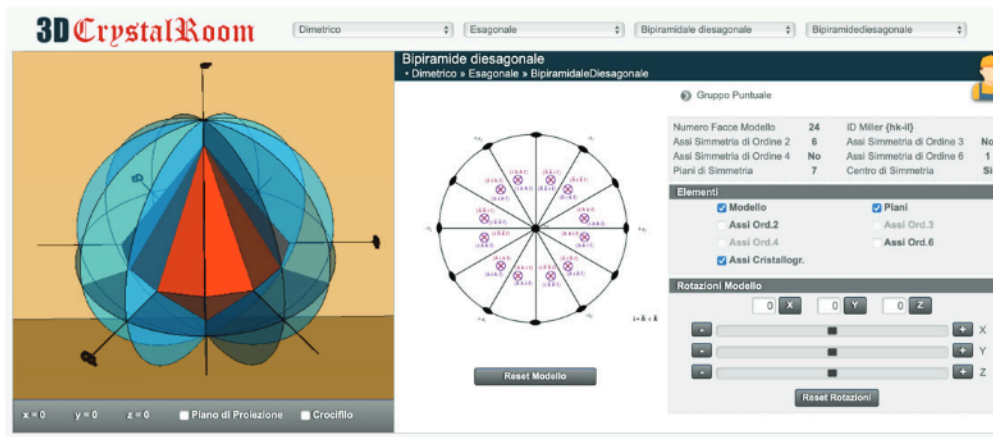 3D CrystalRoom
Dimetrico
Esagonale
Bipiramidale diesagonale
Bipiramidediesagonale
Bipiramide diesagonale
• Dimetrico » Esagonale » BipiramidaleDiesagonale
Gruppo Puntuale
Numero Facce Modello 24 ID Miller {hk-il}
Assi Simmetria di Ordine 2 6 Assi Simmetria di Ordine 3 No
Assi Simmetria di Ordine 4 No Assi Simmetria di Ordine 6 1
Piani di Simmetria 7 Centro di Simmetria Si
Elementi
Modello Piani
Assi Ord.2 Assi Ord.3
Assi Ord.4 Assi Ord.6
Assi Cristallogr.
Rotazioni Modello
0 X 0 Y 0 Z
- + X
- + Y
- + Z
Reset Rotazioni
Reset Modello
x = 0 y = 0 z = 0 Piano di Proiezione Crocifilo